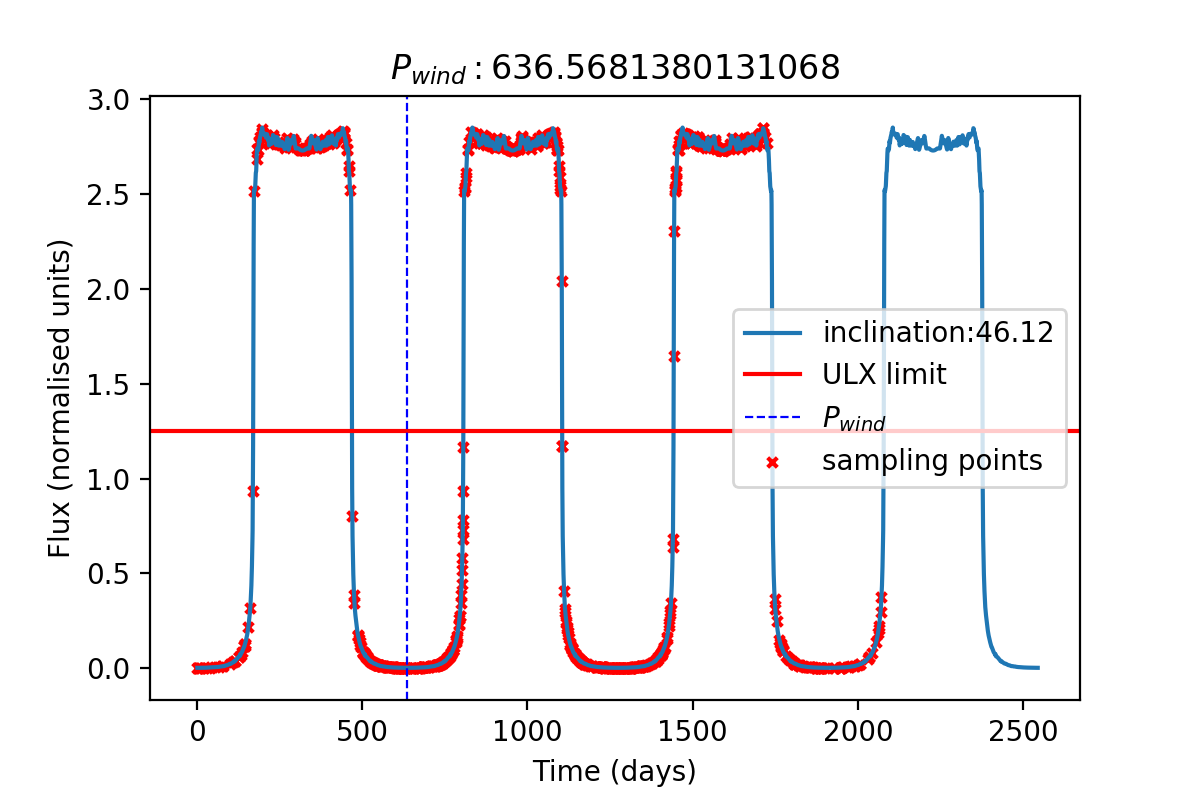 P_wind : 636.5681380131068
3.0
2.5
2.0
1.5
1.0
0.5
0.0
Flux (normalised units)
inclination:46.12
ULX limit
P_wind
sampling points
0 500 1000 1500 2000 2500
Time (days)